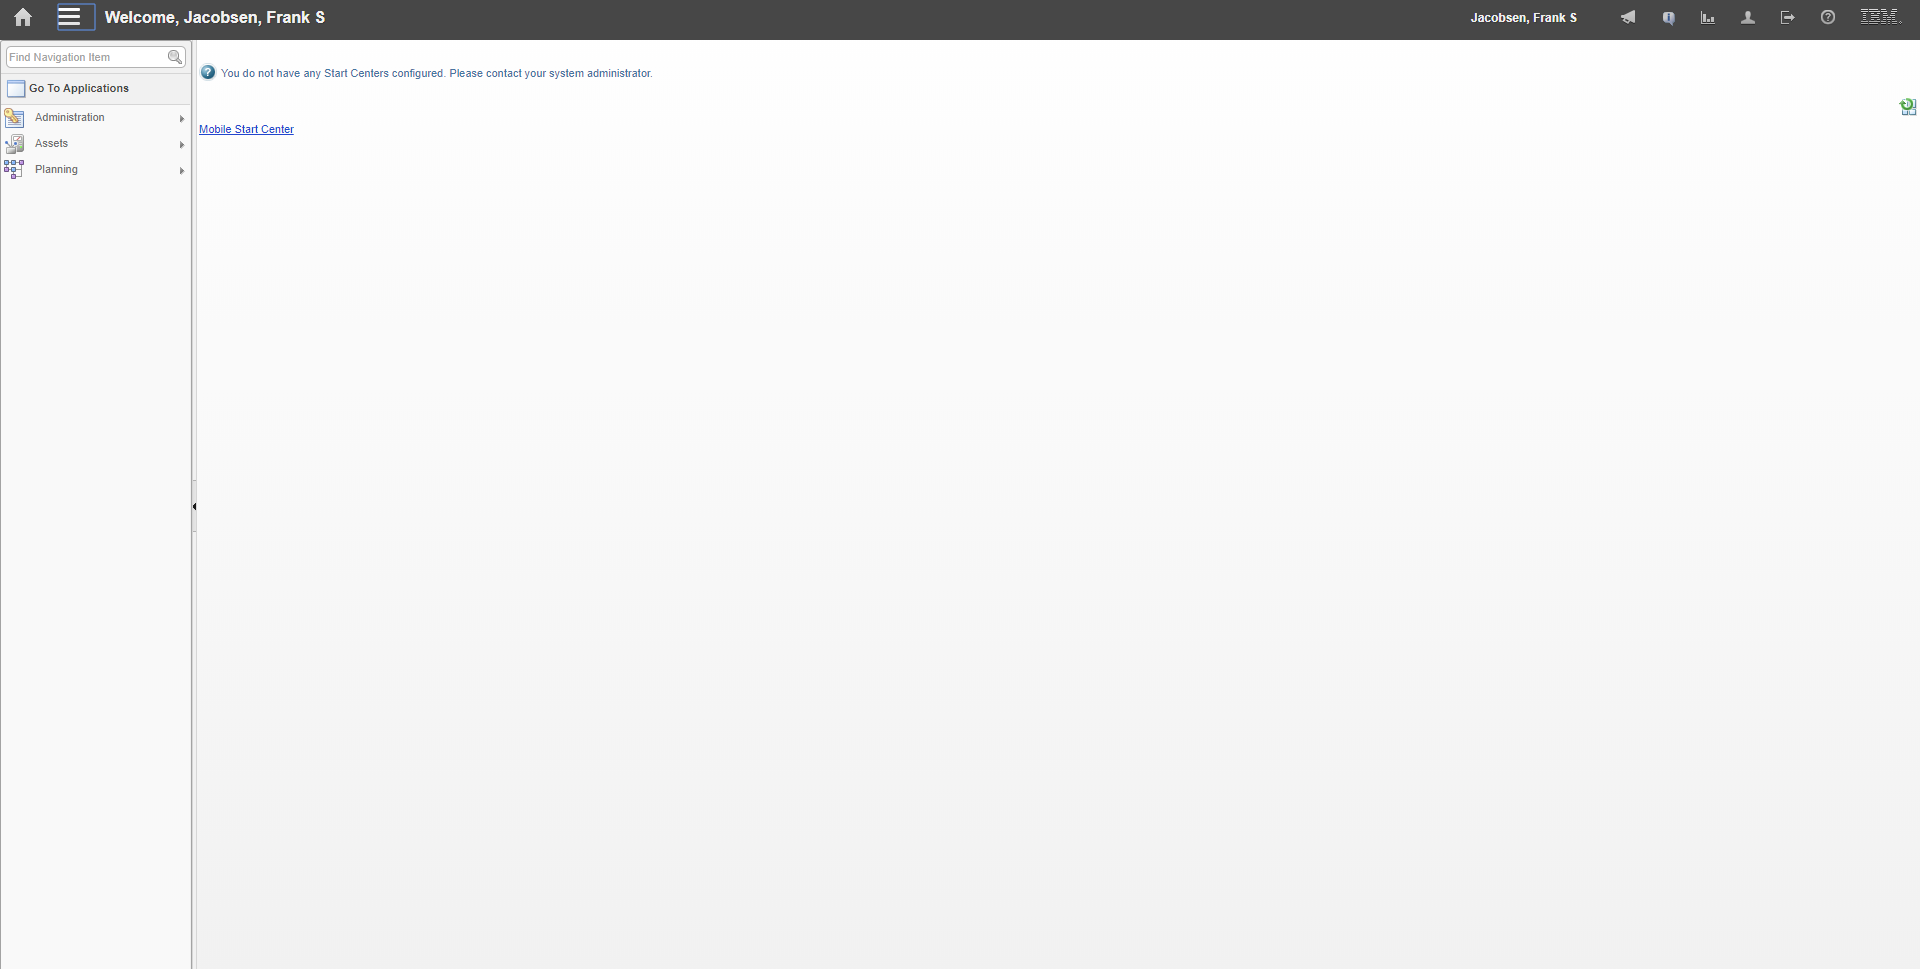 Welcome, Jacobsen, Frank S
Jacobsen, Frank S
IBM.
Find Navigation Item
Go To Applications
Administration
Assets
Planning
You do not have any Start Centers configured. Please contact your system administrator.
Mobile Start Center